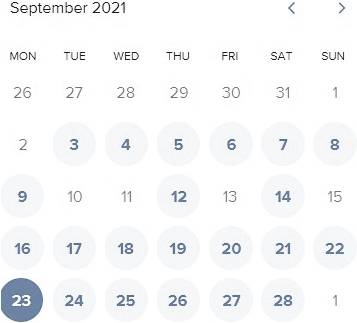 September 2021
MON TUE WED THU FRI SAT SUN
26 27 28 29 30 31 1
2 3 4 5 6 7 8
9 10 11 12 13 14 15
16 17 18 19 20 21 22
23 24 25 26 27 28 1